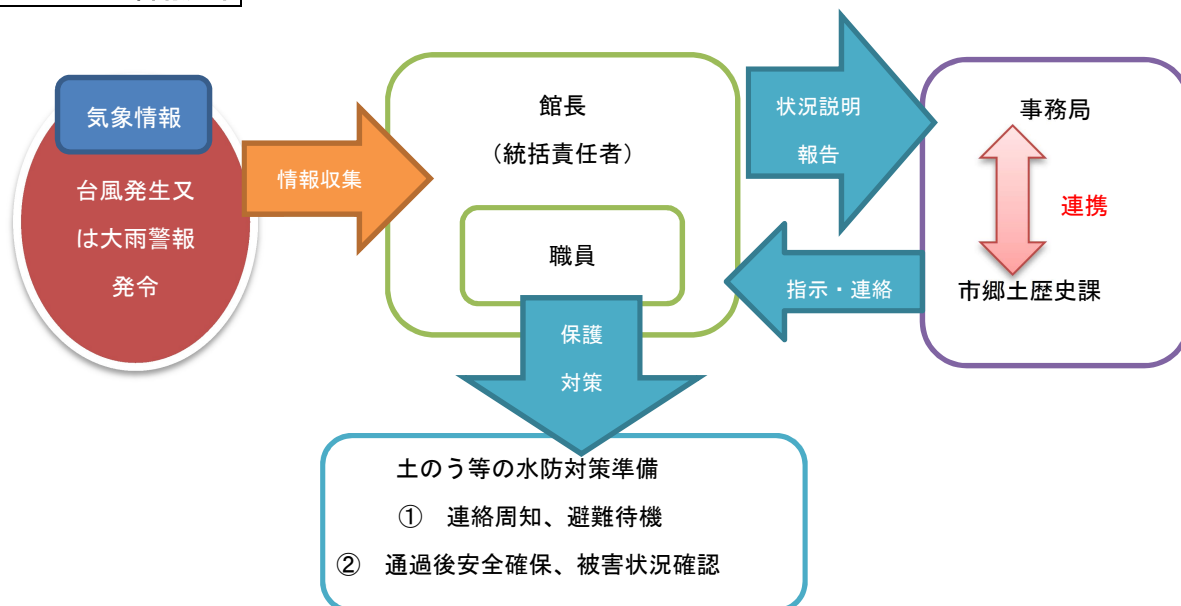 気象情報
台風発生又
は大雨警報
発令
情報収集
館長
（統括責任者）
職員
状況説明
報告
事務局
連携
市郷土歴史課
指示・連絡
保護
対策
土のう等の水防対策準備
① 連絡周知、避難待機
② 通過後安全確保、被害状況確認